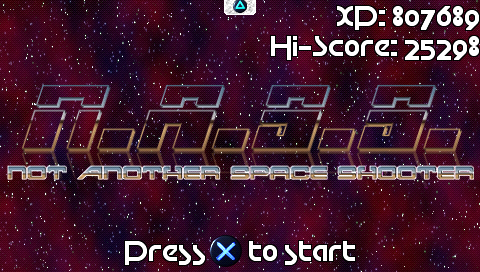 XP: 807689
Hi-Score: 25298
n.a.s.s.
NOT ANOTHER SPACE SHOOTER
Press X to start